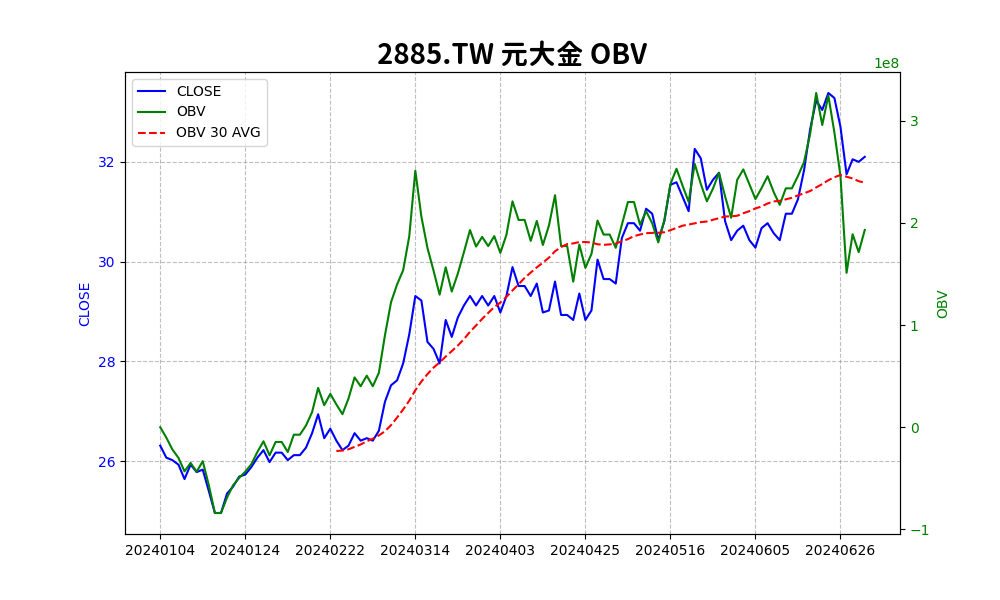 2885.TW 元大金 OBV
1e8
CLOSE
OBV
OBV 30 AVG
32
30
28
26
CLOSE
3
2
1
0
−1
OBV
20240104 20240124 20240222 20240314 20240403 20240425 20240516 20240605 20240626